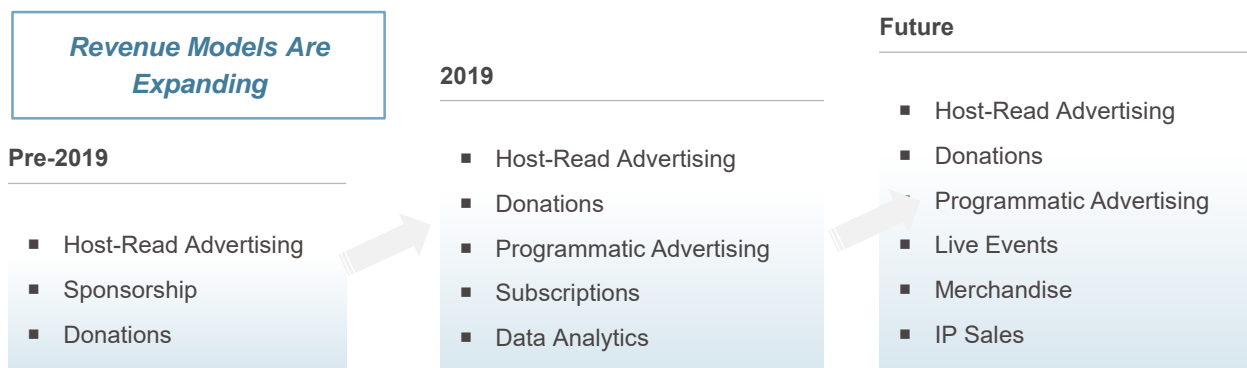 Revenue Models Are
Expanding
Pre-2019
■ Host-Read Advertising
■ Sponsorship
■ Donations
2019
■ Host-Read Advertising
■ Donations
■ Programmatic Advertising
■ Subscriptions
■ Data Analytics
Future
■ Host-Read Advertising
■ Donations
■ Programmatic Advertising
■ Live Events
■ Merchandise
■ IP Sales